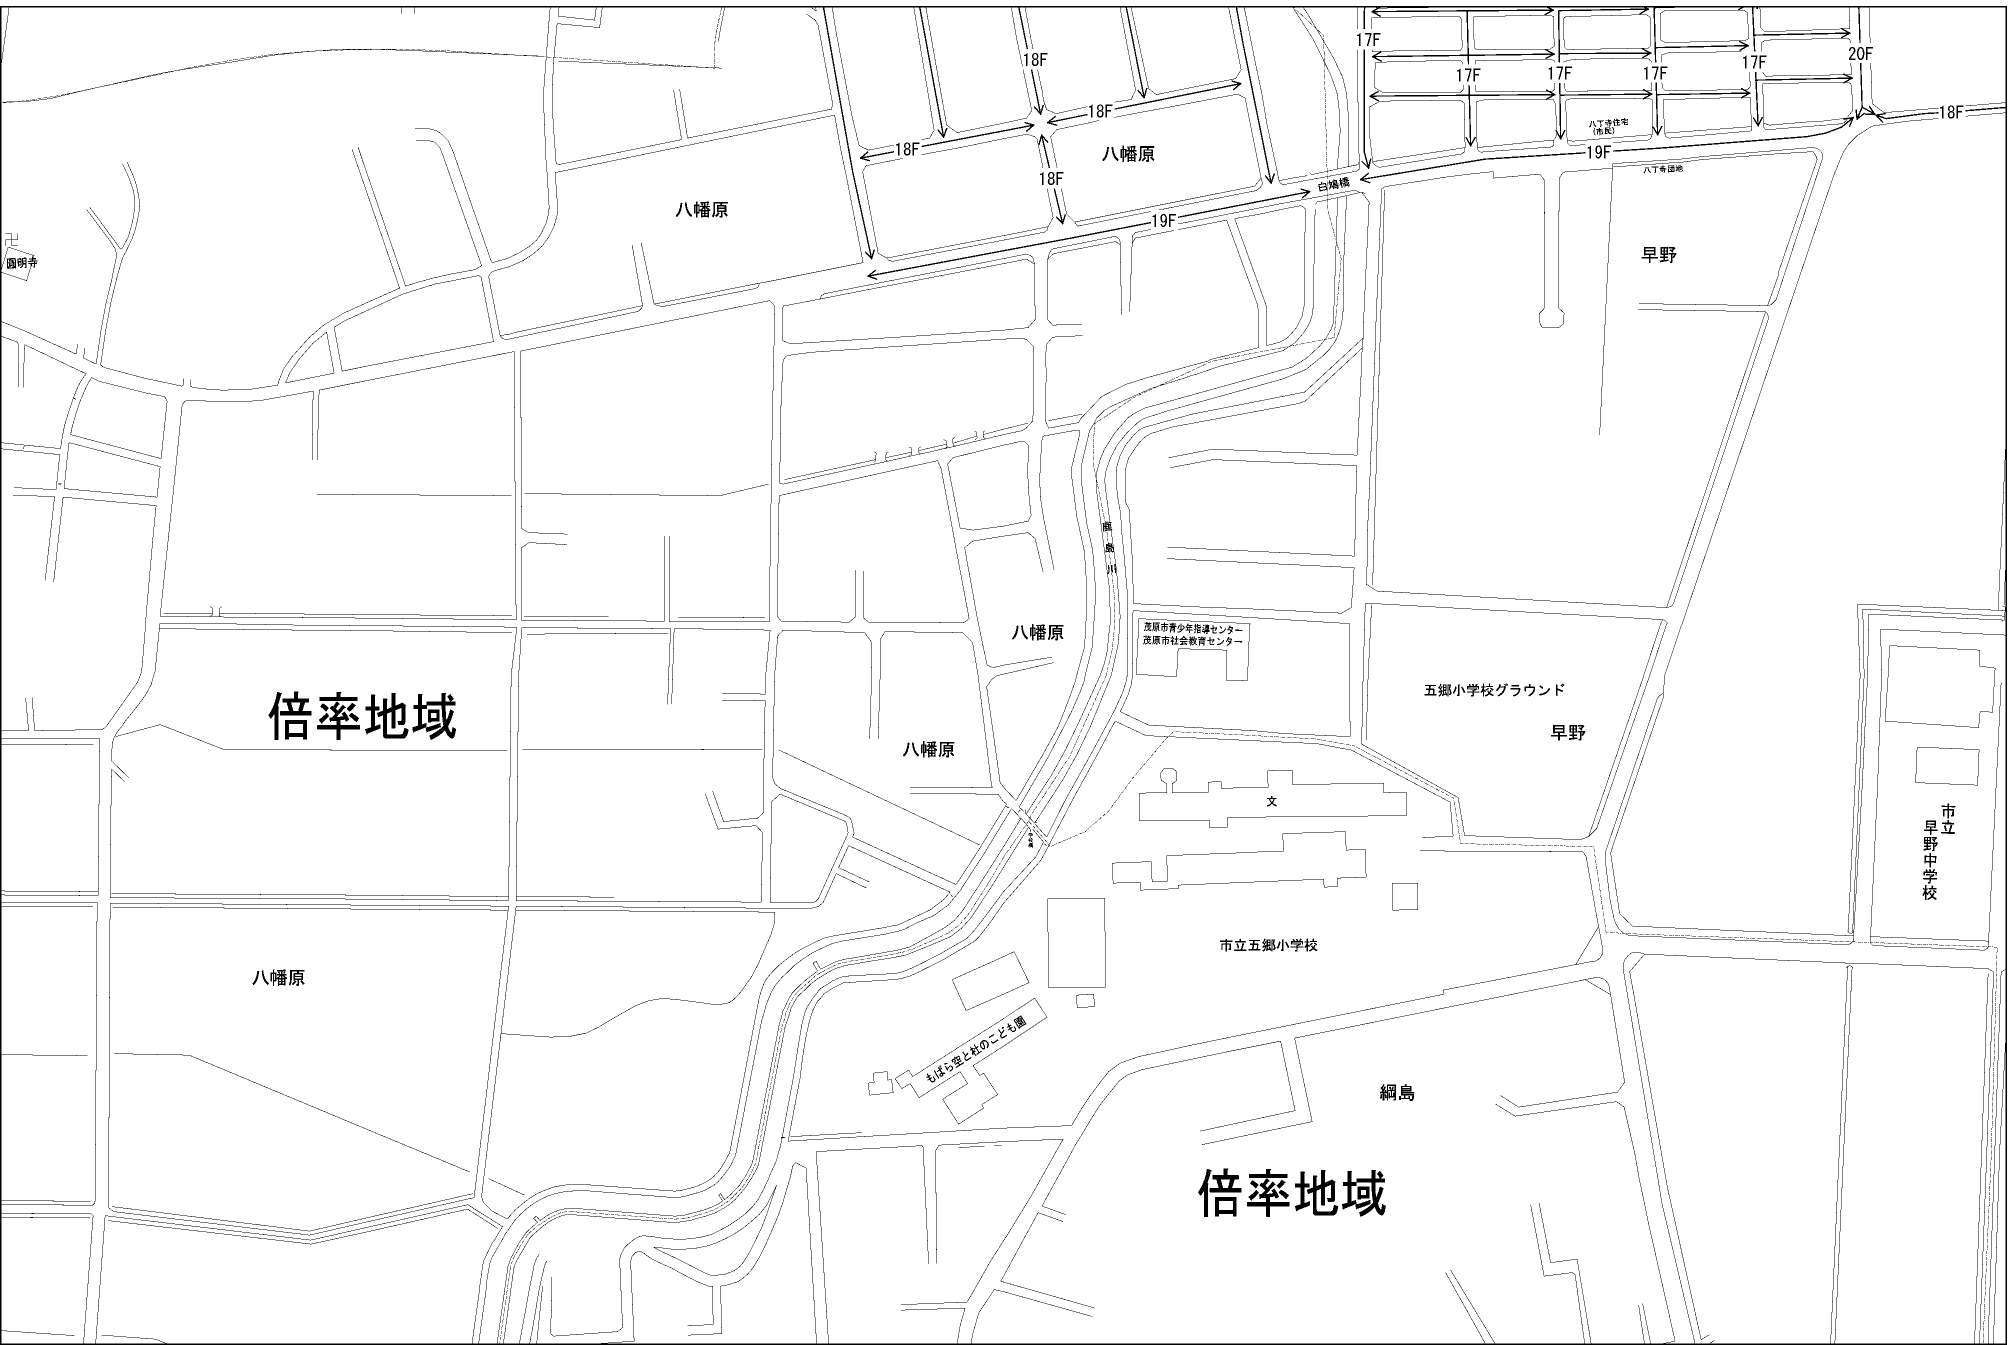 17F
18F
17F
20F
17F
17F
17F
18F
18F
八丁寺住宅
(市民)
18F
八幡原
19F
八丁寺団地
18F
白鳩橋
八幡原
19F
早野
卍
圓明寺
鹿島川
八幡原
茂原市青少年指導センター
茂原市社会教育センター
倍率地域
五郷小学校グラウンド
早野
八幡原
文
市立
早野中学校
市立五郷小学校
八幡原
もばら空と杜のこども園
綱島
倍率地域